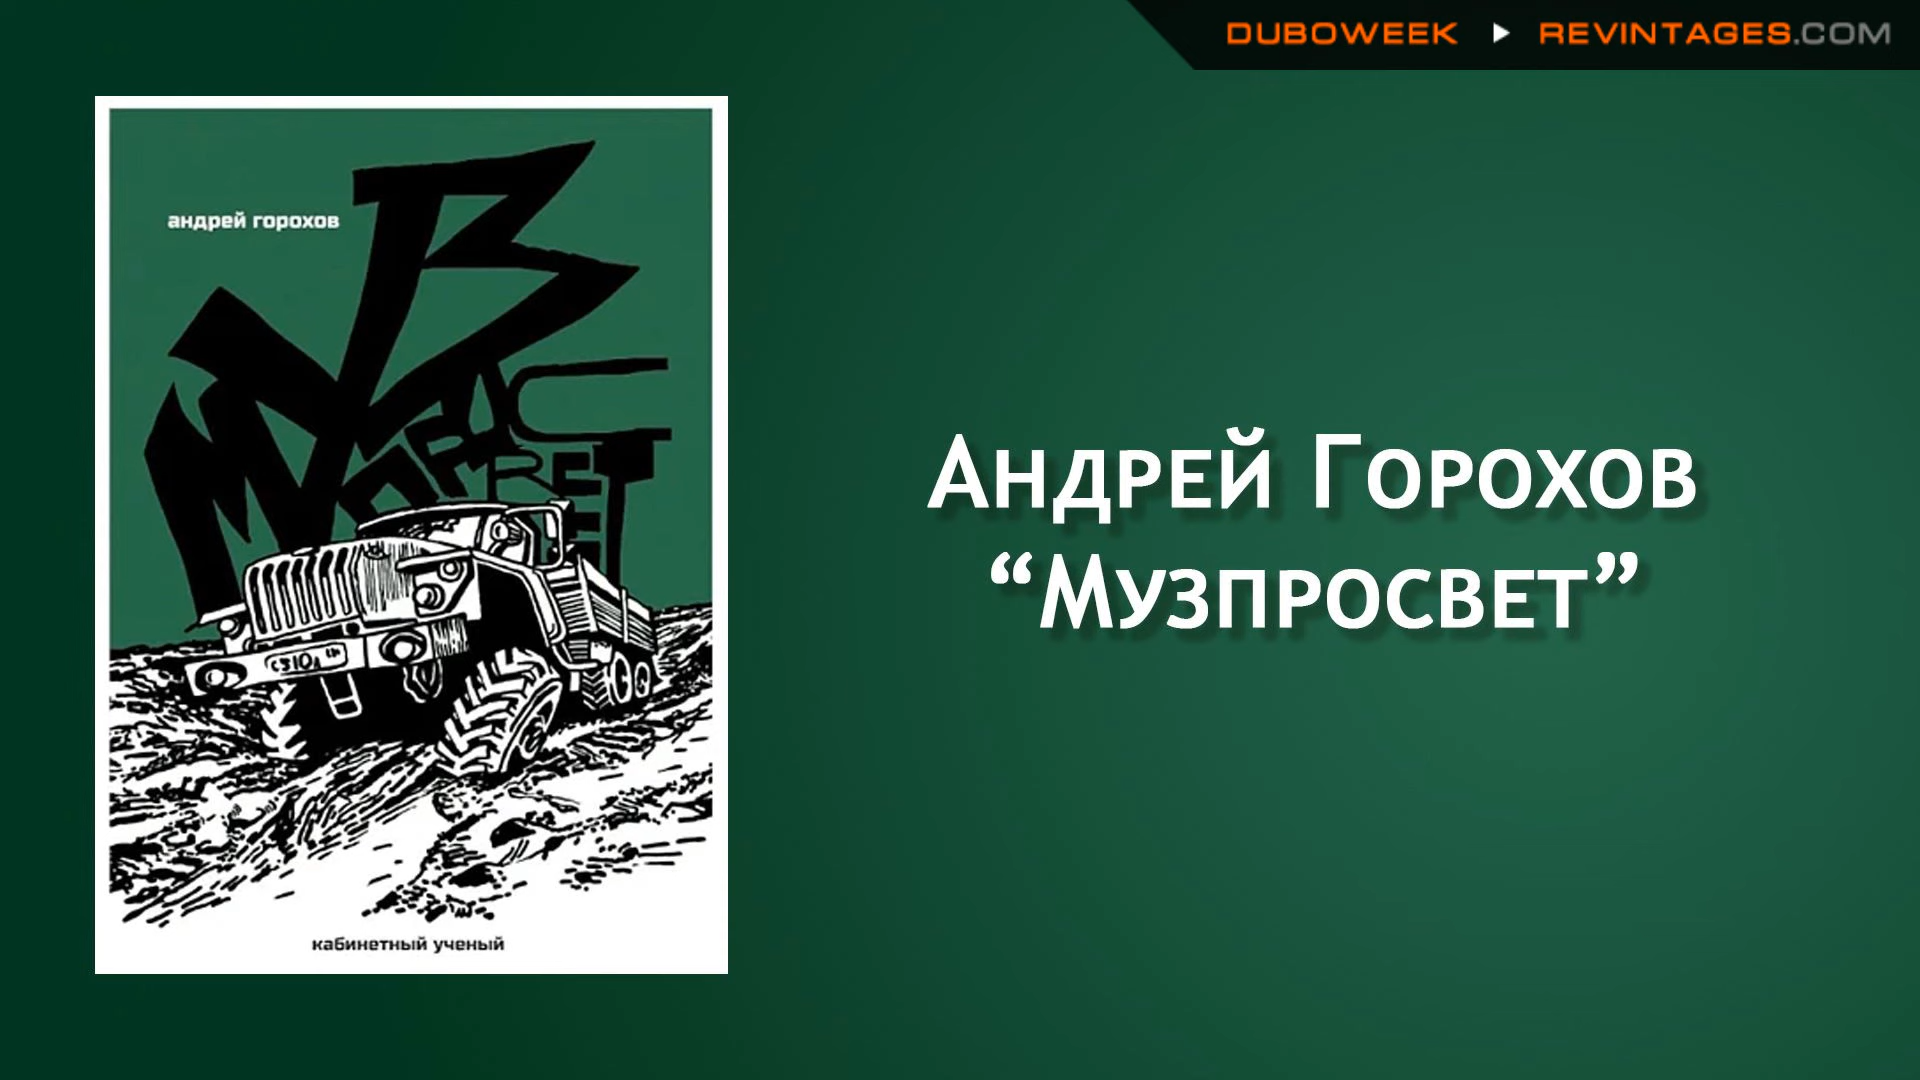 DUBOWEEK ▶ REVINTAGES.COM
андрей горохов
Андрей Горохов
“Музпросвет”
кабинетный ученый